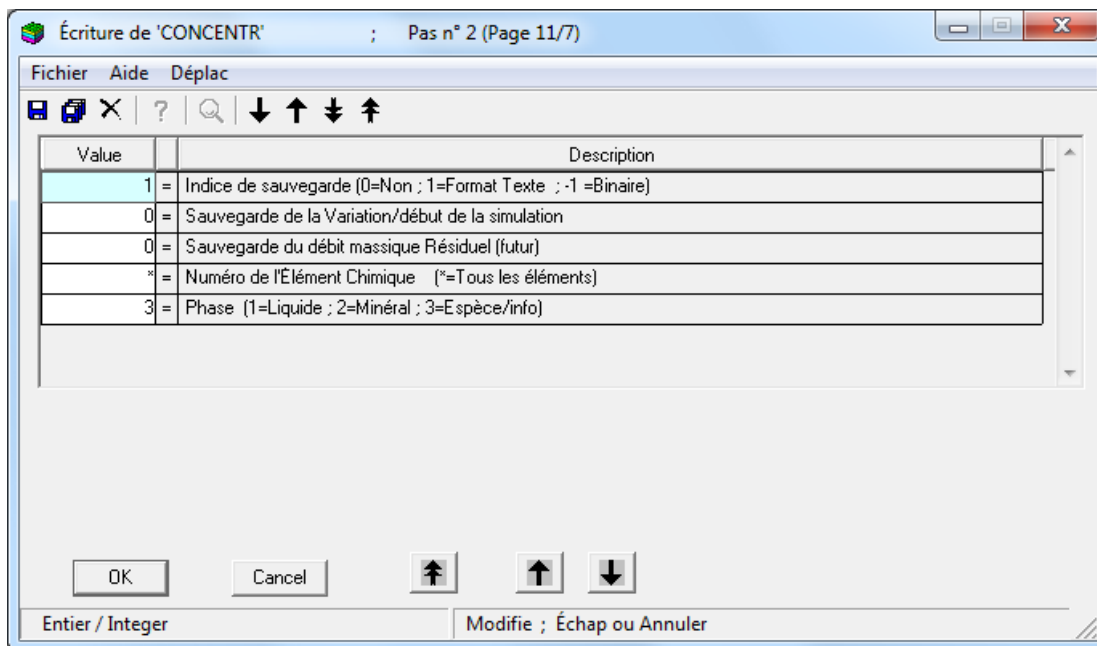 Écriture de 'CONCENTR' ; Pas n° 2 (Page 11/7)
Fichier Aide Déplac
?
Value Description
1 = Indice de sauvegarde (0=Non ; 1=Format Texte ; -1 =Binaire)
0 = Sauvegarde de la Variation/début de la simulation
0 = Sauvegarde du débit massique Résiduel (futur)
* = Numéro de l'Élément Chimique (*=Tous les éléments)
3 = Phase (1=Liquide ; 2=Minéral ; 3=Espèce/info)
OK Cancel
Entier / Integer Modifie ; Échap ou Annuler